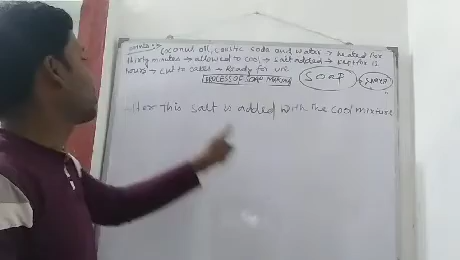 Coconut oil, caustic soda and water → heated for
thirty minutes → allowed to cool → salt added → kept for
hours → cut to cakes → Ready for use
PROCESS OF SOAP MAKING
SOAP
This salt is added with the cool mixture